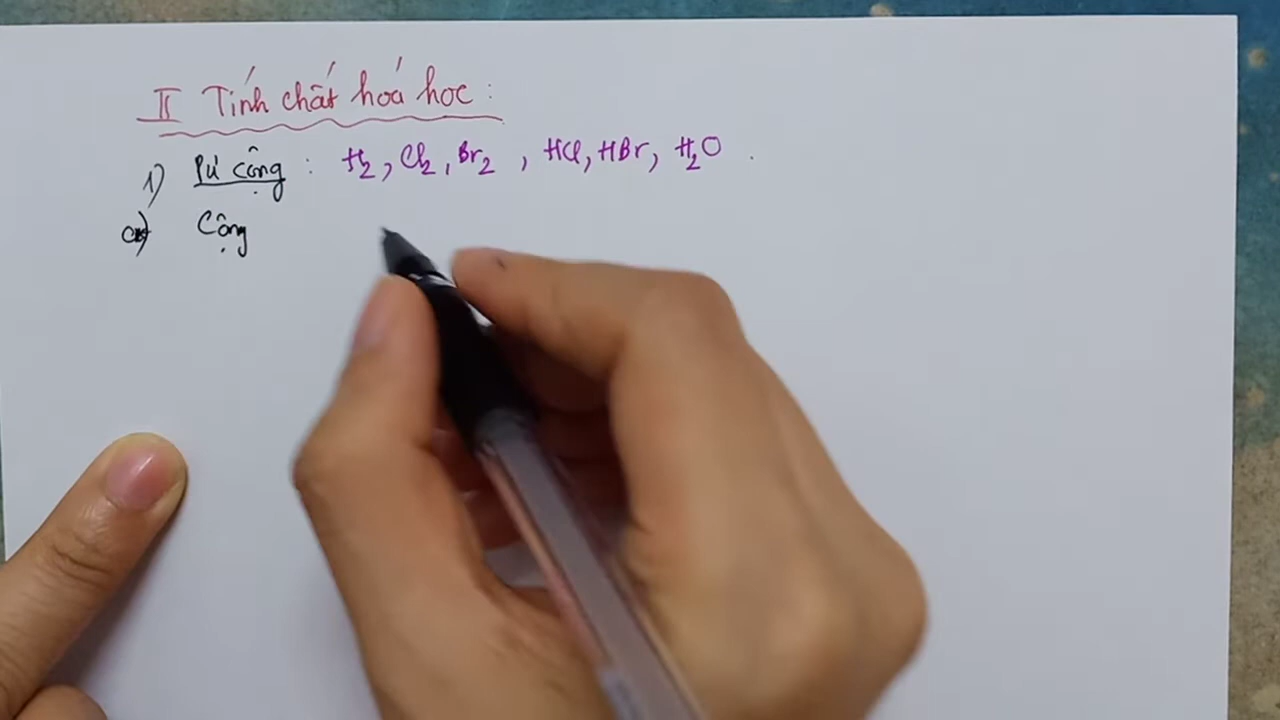 II Tính chất hoá học :
1) Pứ cộng : H2, Cl2, Br2 , HCl, HBr, H2O .
a) Cộng